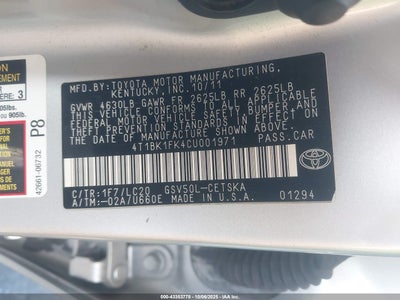 MFD. BY: TOYOTA MOTOR MANUFACTURING,
KENTUCKY, INC. 10/11
GVWR 4630LB GAWR FR 2625LB RR 2625LB
THIS VEHICLE CONFORMS TO ALL APPLICABLE
FEDERAL MOTOR VEHICLE SAFETY, BUMPER, AND
THEFT PREVENTION STANDARDS IN EFFECT ON THE
DATE OF MANUFACTURE SHOWN ABOVE.
4T1BK1FK4CU001971 PASS.CAR
C/TR: 1F7/LC20 GSV50L-CETSKA
A/TM: -02A/U660E MADE IN U.S.A. 01294
TOYOTA
P8
42661-06732
905lbs.
000-43353778 - 10/06/2025 -